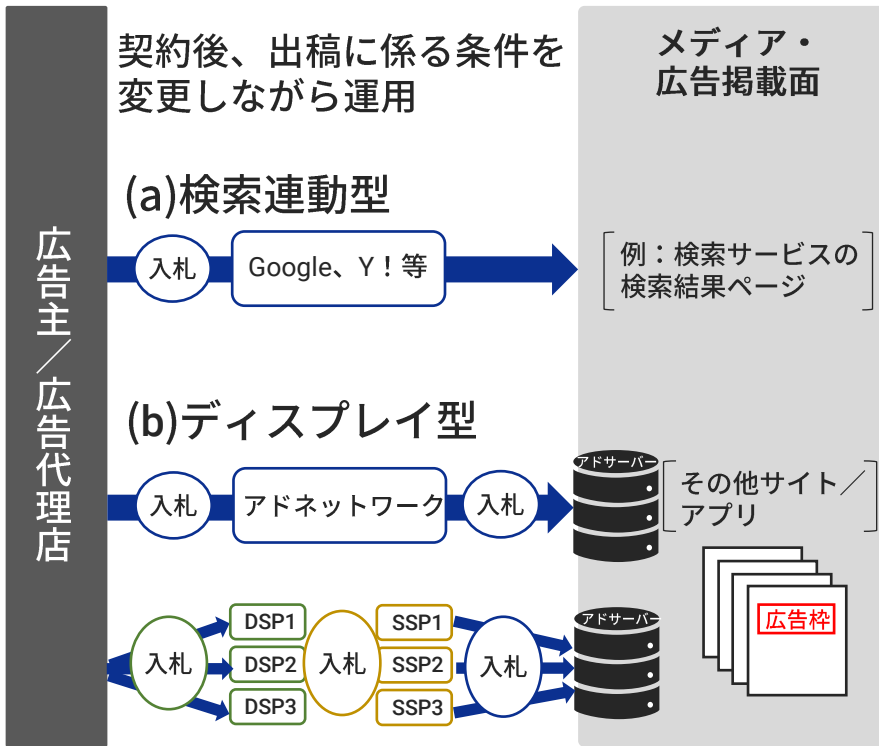 広告主／広告代理店
契約後、出稿に係る条件を
変更しながら運用
メディア・
広告掲載面
(a)検索連動型
入札
Google、Y！等
例：検索サービスの
検索結果ページ
(b)ディスプレイ型
入札
アドネットワーク
入札
アドサーバー
その他サイト／
アプリ
広告枠
入札
DSP1
DSP2
DSP3
入札
SSP1
SSP2
SSP3
入札
アドサーバー